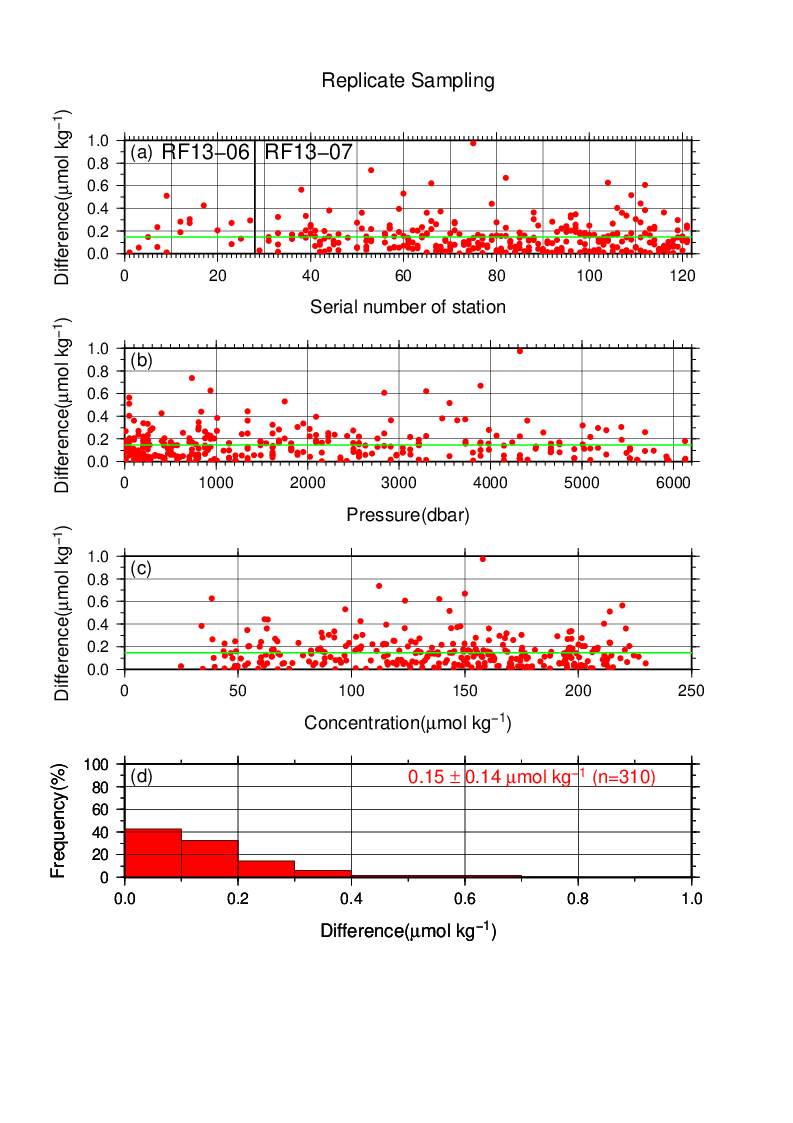 Replicate Sampling
(a) RF13−06 RF13−07
Difference(μmol kg−1)
1.0
0.8
0.6
0.4
0.2
0.0
0 20 40 60 80 100 120
Serial number of station
(b)
Difference(μmol kg−1)
1.0
0.8
0.6
0.4
0.2
0.0
0 1000 2000 3000 4000 5000 6000
Pressure(dbar)
(c)
Difference(μmol kg−1)
1.0
0.8
0.6
0.4
0.2
0.0
0 50 100 150 200 250
Concentration(μmol kg−1)
(d) 0.15 ± 0.14 μmol kg−1 (n=310)
Frequency(%)
100
80
60
40
20
0
0.0 0.2 0.4 0.6 0.8 1.0
Difference(μmol kg−1)